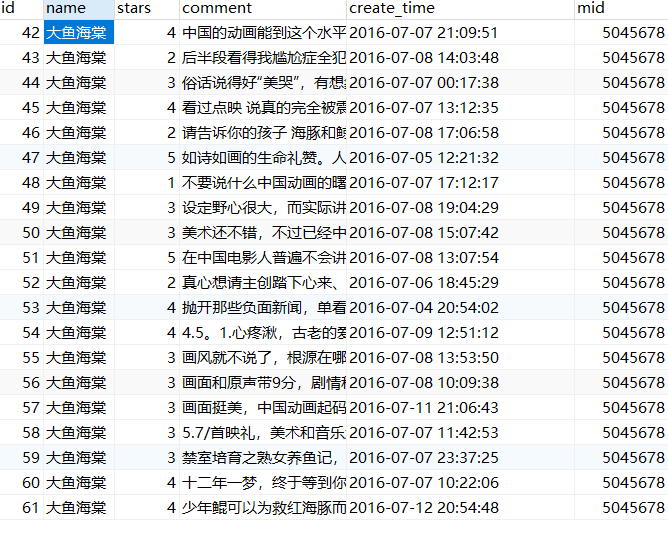 id name stars comment create_time mid
42 大鱼海棠 4 中国的动画能到这个水平 2016-07-07 21:09:51 5045678
43 大鱼海棠 2 后半段看得我尴尬症全犯 2016-07-08 14:03:48 5045678
44 大鱼海棠 3 俗话说得好“美哭”，有想 2016-07-07 00:17:38 5045678
45 大鱼海棠 4 看过点映 说真的完全被震 2016-07-07 13:12:35 5045678
46 大鱼海棠 2 请告诉你的孩子 海豚和鲸 2016-07-08 17:06:58 5045678
47 大鱼海棠 5 如诗如画的生命礼赞。人 2016-07-05 12:21:32 5045678
48 大鱼海棠 1 不要说什么中国动画的曙 2016-07-07 17:12:17 5045678
49 大鱼海棠 3 设定野心很大，而实际讲 2016-07-08 19:04:29 5045678
50 大鱼海棠 3 美术还不错，不过已经中 2016-07-08 15:07:42 5045678
51 大鱼海棠 5 在中国电影人普遍不会讲 2016-07-08 13:07:54 5045678
52 大鱼海棠 2 真心想请主创踏下心来、 2016-07-06 18:45:29 5045678
53 大鱼海棠 4 抛开那些负面新闻，单看 2016-07-04 20:54:02 5045678
54 大鱼海棠 4 4.5。1.心疼湫，古老的爱 2016-07-09 12:51:12 5045678
55 大鱼海棠 3 画风就不说了，根源在哪 2016-07-08 13:53:50 5045678
56 大鱼海棠 3 画面和原声带9分，剧情 2016-07-08 10:09:38 5045678
57 大鱼海棠 3 画面挺美，中国动画起码 2016-07-11 21:06:43 5045678
58 大鱼海棠 3 5.7/首映礼，美术和音乐 2016-07-07 11:42:53 5045678
59 大鱼海棠 3 禁室培育之熟女养鱼记， 2016-07-07 23:37:25 5045678
60 大鱼海棠 4 十二年一梦，终于等到你 2016-07-07 10:22:06 5045678
61 大鱼海棠 4 少年鲲可以为救红海豚而 2016-07-12 20:54:48 5045678